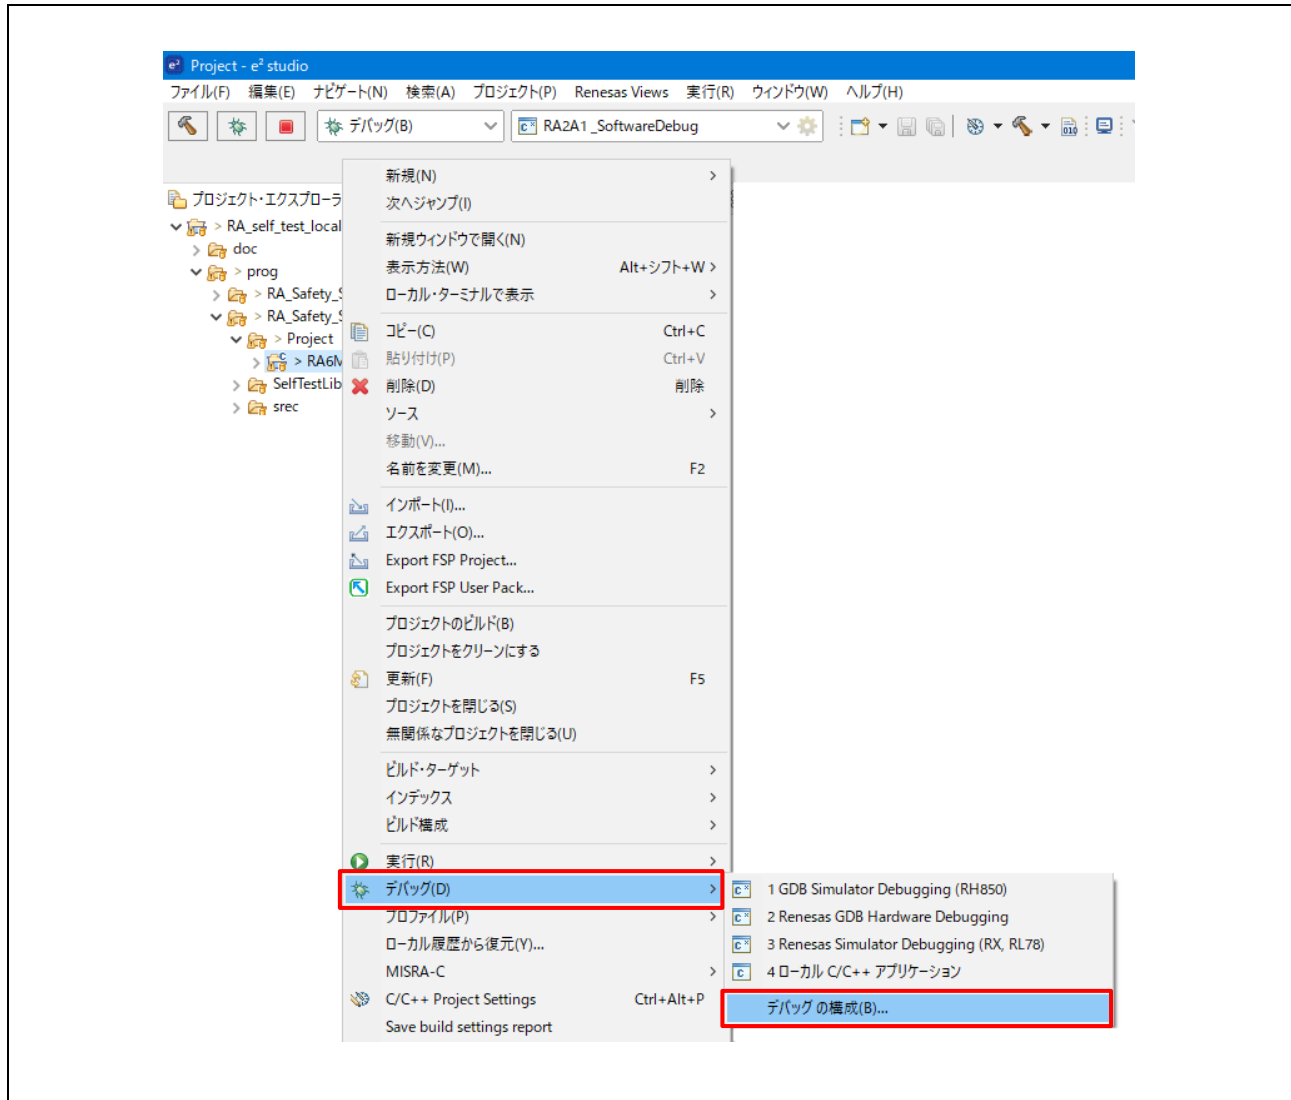 Project - e² studio
ファイル(F) 編集(E) ナビゲート(N) 検索(A) プロジェクト(P) Renesas Views 実行(R) ウィンドウ(W) ヘルプ(H)
デバッグ(B) RA2A1 _SoftwareDebug
プロジェクト・エクスプローラ
> RA_self_test_local
doc
> prog
> RA_Safety_S
> RA_Safety_S
> Project
> RA6M
SelfTestLib
srec
新規(N)
次へジャンプ(I)
新規ウィンドウで開く(N)
表示方法(W) Alt+シフト+W >
ローカル・ターミナルで表示
コピー(C) Ctrl+C
貼り付け(P) Ctrl+V
削除(D) 削除
ソース
移動(V)...
名前を変更(M)... F2
インポート(I)...
エクスポート(O)...
Export FSP Project...
Export FSP User Pack...
プロジェクトのビルド(B)
プロジェクトをクリーンにする
更新(F) F5
プロジェクトを閉じる(S)
無関係なプロジェクトを閉じる(U)
ビルド・ターゲット
インデックス
ビルド構成
実行(R)
デバッグ(D)
プロファイル(P)
ローカル履歴から復元(Y)...
MISRA-C
C/C++ Project Settings Ctrl+Alt+P
Save build settings report
1 GDB Simulator Debugging (RH850)
2 Renesas GDB Hardware Debugging
3 Renesas Simulator Debugging (RX, RL78)
4 ローカル C/C++ アプリケーション
デバッグ の構成(B)...